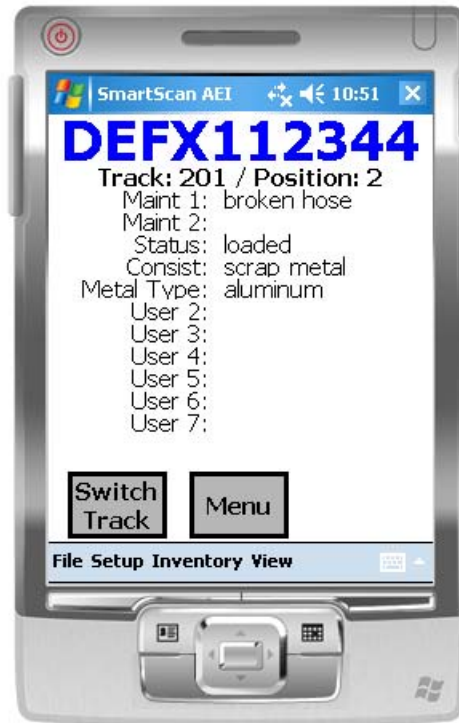 SmartScan AEI 10:51
DEFX112344
Track: 201 / Position: 2
Maint 1: broken hose
Maint 2:
Status: loaded
Consist: scrap metal
Metal Type: aluminum
User 2:
User 3:
User 4:
User 5:
User 6:
User 7:
Switch
Track
Menu
File Setup Inventory View